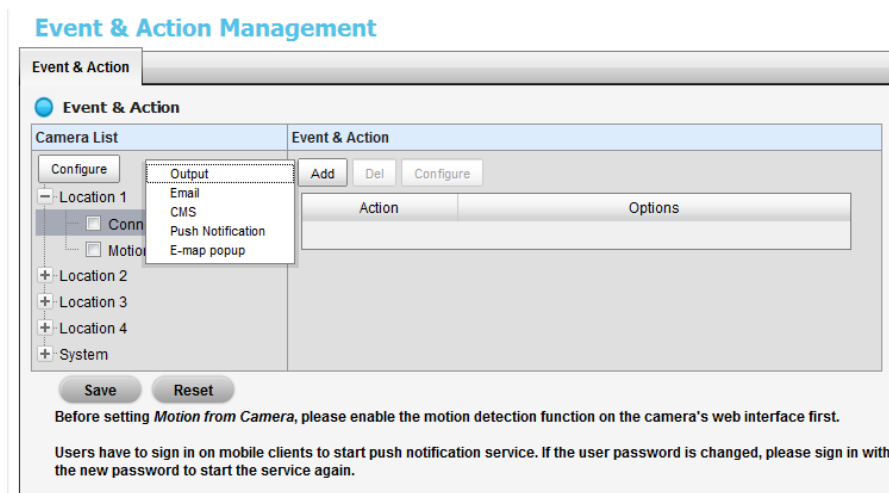 Event & Action Management
Event & Action
Event & Action
Camera List
Event & Action
Configure
Output
Email
CMS
Push Notification
E-map popup
Add
Del
Configure
Action
Options
Location 1
Location 2
Location 3
Location 4
System
Save
Reset
Before setting Motion from Camera, please enable the motion detection function on the camera's web interface first.
Users have to sign in on mobile clients to start push notification service. If the user password is changed, please sign in with
the new password to start the service again.